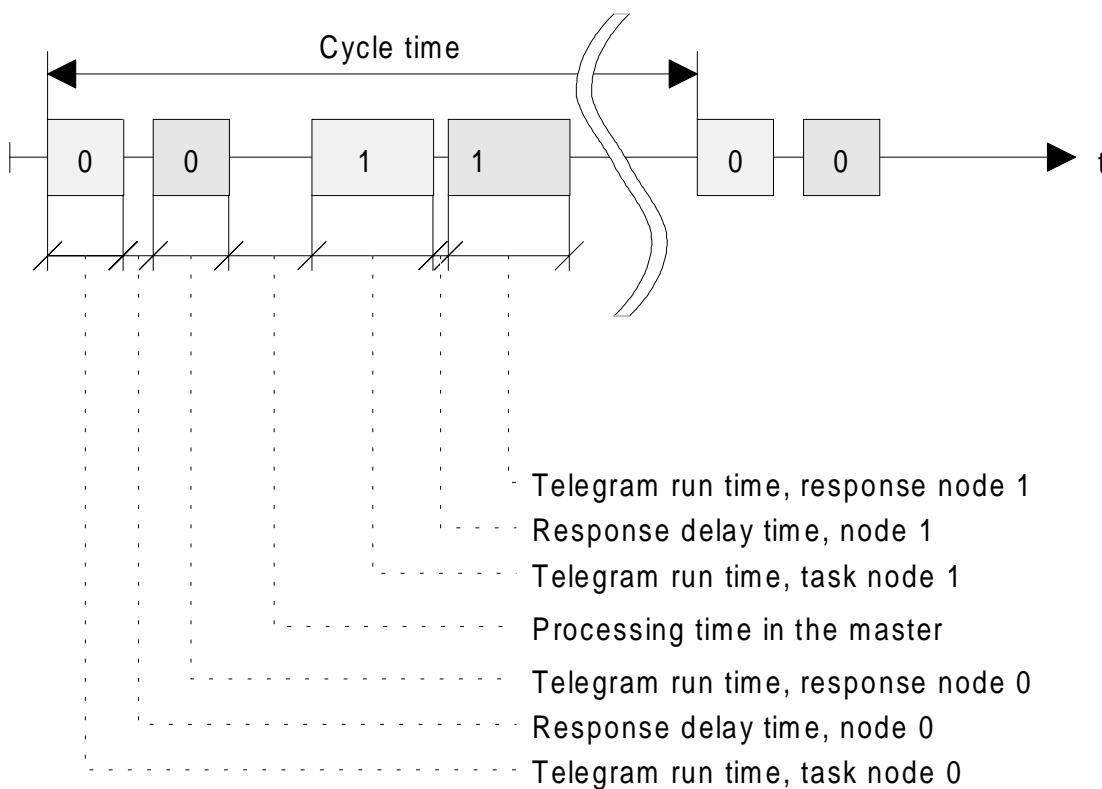 Cycle time
0 0 1 1 0 0 t
Telegram run time, response node 1
Response delay time, node 1
Telegram run time, task node 1
Processing time in the master
Telegram run time, response node 0
Response delay time, node 0
Telegram run time, task node 0